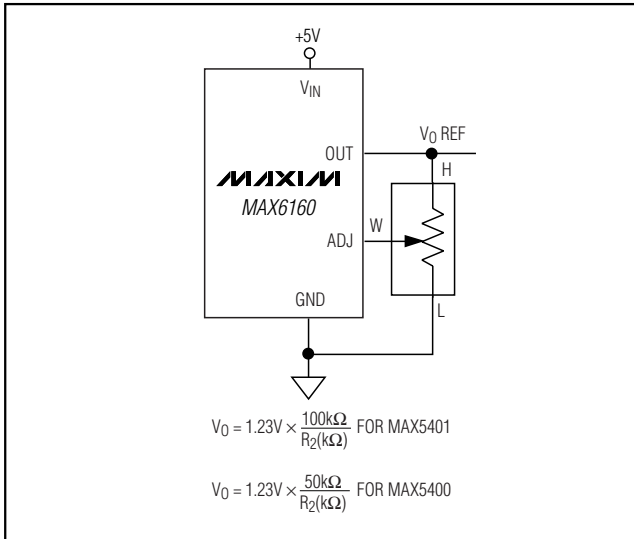 +5V
V_IN
OUT
V_0 REF
H
MAXIM
MAX6160
W
ADJ
GND
L
V_0 = 1.23V × 100kΩ / R_2(kΩ) FOR MAX5401
V_0 = 1.23V × 50kΩ / R_2(kΩ) FOR MAX5400